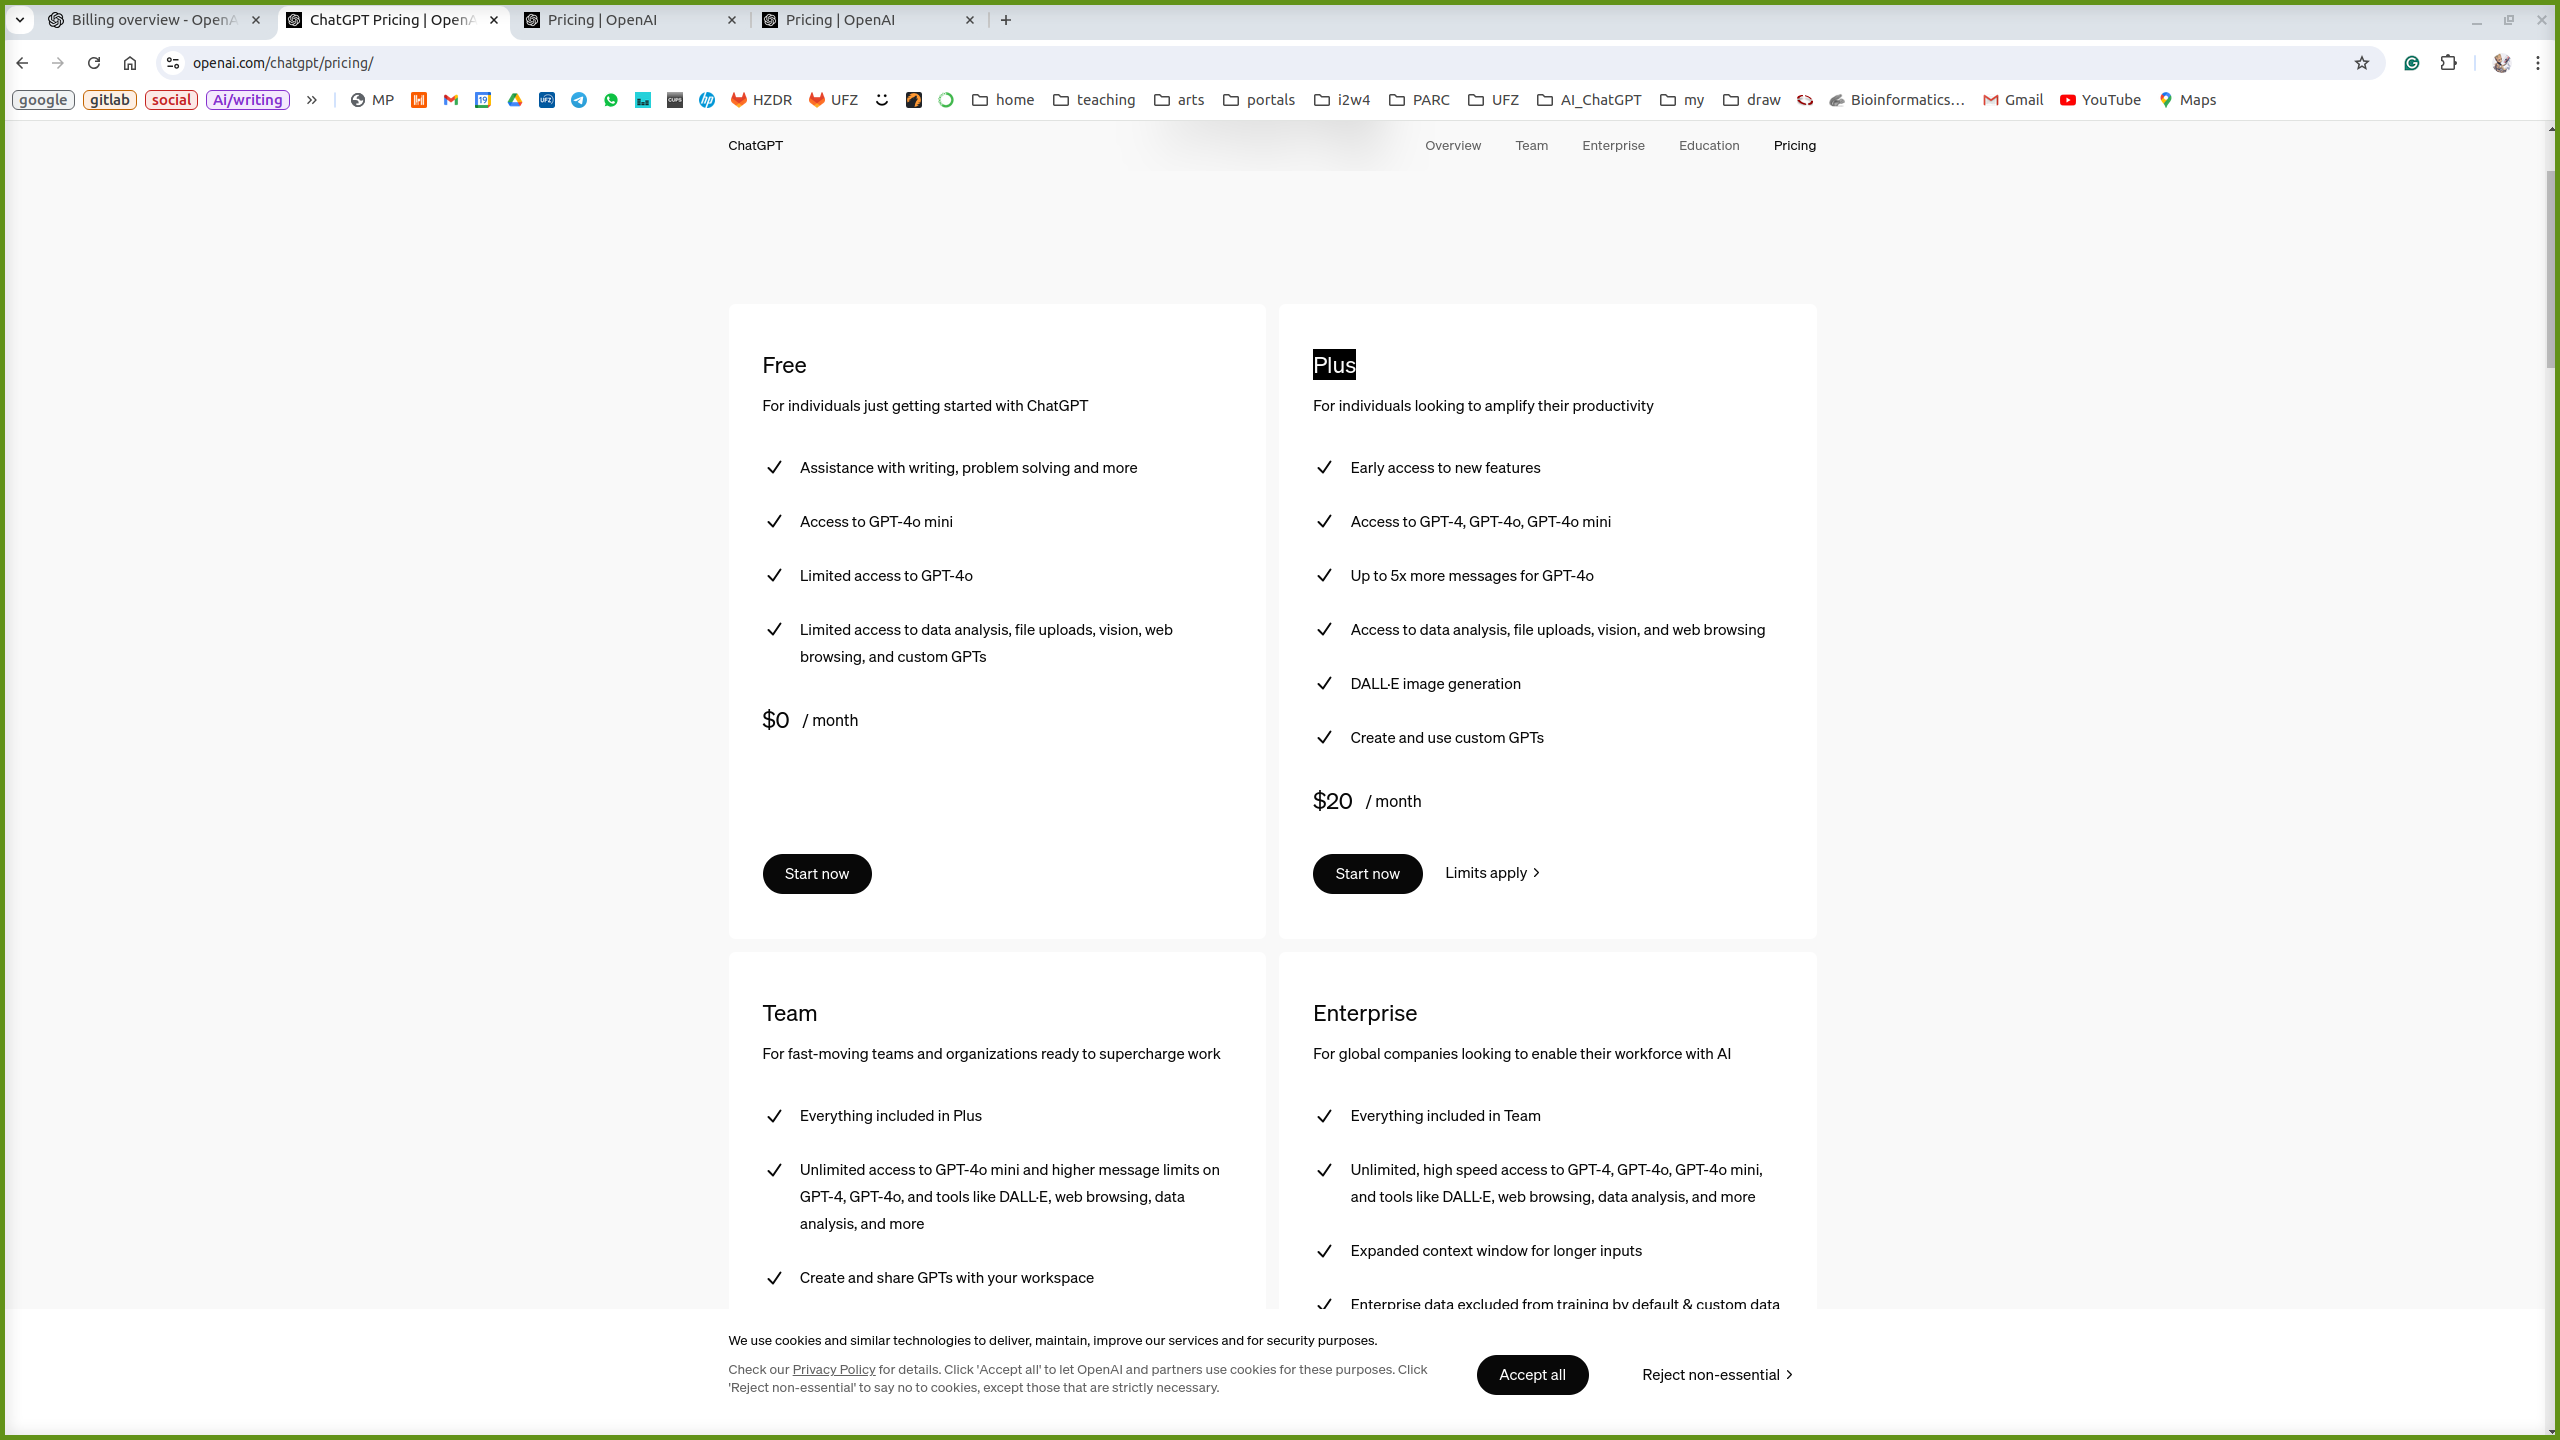 Billing overview - OpenA
ChatGPT Pricing | OpenA
Pricing | OpenAI
Pricing | OpenAI
openai.com/chatgpt/pricing/
google
gitlab
social
Ai/writing
MP
HZDR
UFZ
home
teaching
arts
portals
i2w4
PARC
UFZ
AI_ChatGPT
my
draw
Bioinformatics…
Gmail
YouTube
Maps
ChatGPT
Overview
Team
Enterprise
Education
Pricing
Free
For individuals just getting started with ChatGPT
Assistance with writing, problem solving and more
Access to GPT-4o mini
Limited access to GPT-4o
Limited access to data analysis, file uploads, vision, web
browsing, and custom GPTs
$0 / month
Start now
Plus
For individuals looking to amplify their productivity
Early access to new features
Access to GPT-4, GPT-4o, GPT-4o mini
Up to 5x more messages for GPT-4o
Access to data analysis, file uploads, vision, and web browsing
DALL·E image generation
Create and use custom GPTs
$20 / month
Start now
Limits apply
Team
For fast-moving teams and organizations ready to supercharge work
Everything included in Plus
Unlimited access to GPT-4o mini and higher message limits on
GPT-4, GPT-4o, and tools like DALL·E, web browsing, data
analysis, and more
Create and share GPTs with your workspace
Enterprise
For global companies looking to enable their workforce with AI
Everything included in Team
Unlimited, high speed access to GPT-4, GPT-4o, GPT-4o mini,
and tools like DALL·E, web browsing, data analysis, and more
Expanded context window for longer inputs
Enterprise data excluded from training by default & custom data
We use cookies and similar technologies to deliver, maintain, improve our services and for security purposes.
Check our Privacy Policy for details. Click 'Accept all' to let OpenAI and partners use cookies for these purposes. Click
'Reject non-essential' to say no to cookies, except those that are strictly necessary.
Accept all
Reject non-essential